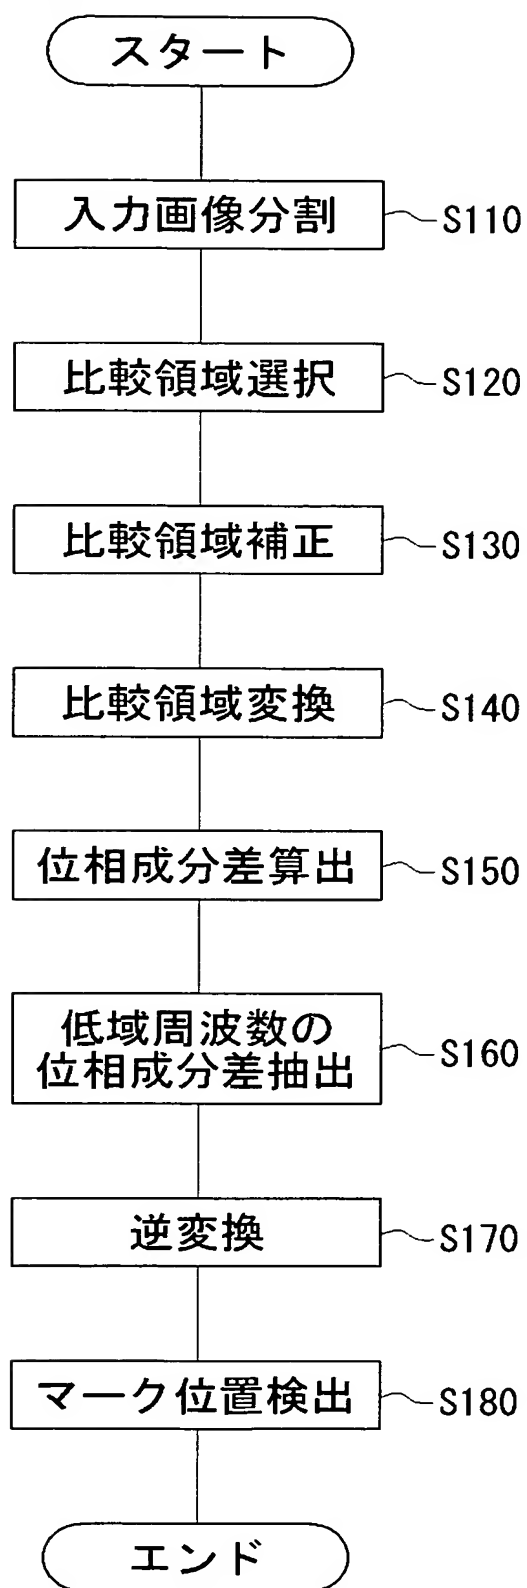 スタート
入力画像分割 S110
比較領域選択 S120
比較領域補正 S130
比較領域変換 S140
位相成分差算出 S150
低域周波数の
位相成分差抽出 S160
逆変換 S170
マーク位置検出 S180
エンド